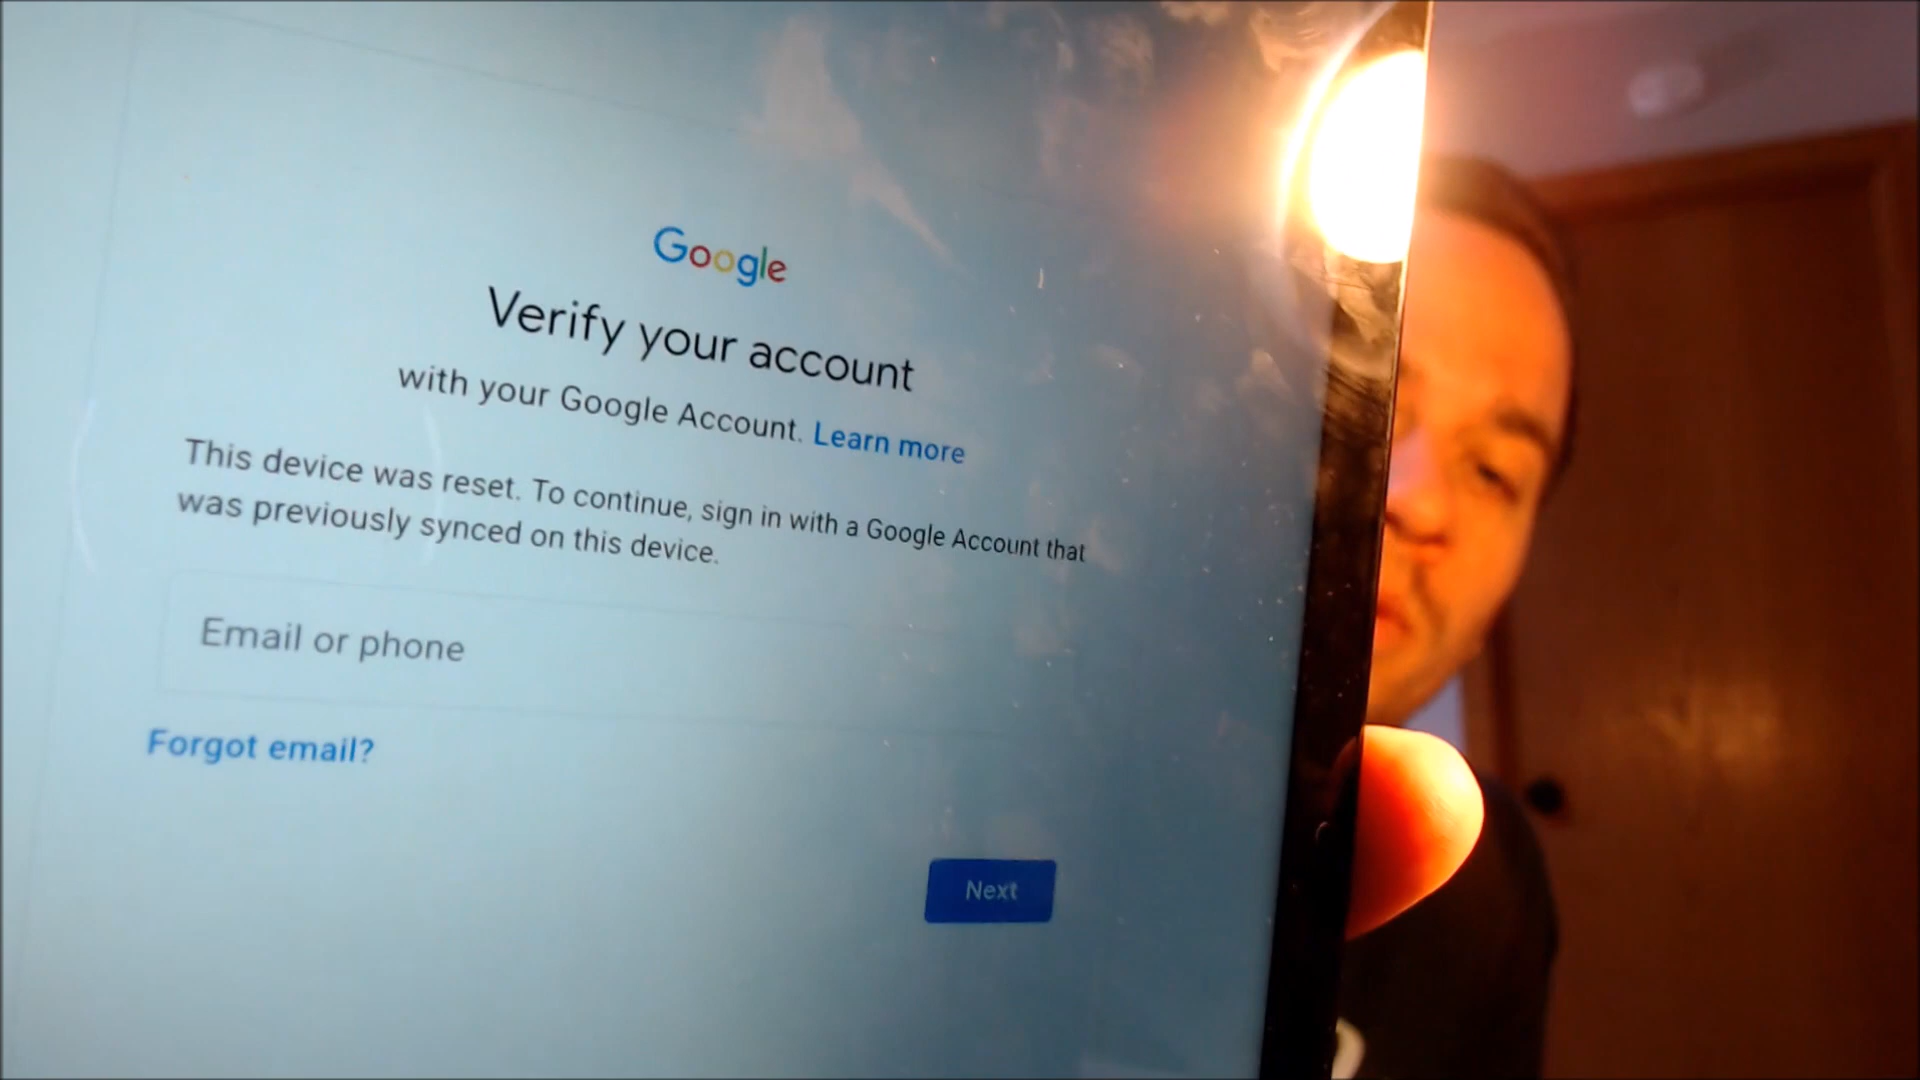 Google
Verify your account
with your Google Account. Learn more
This device was reset. To continue, sign in with a Google Account that
was previously synced on this device.
Email or phone
Forgot email?
Next